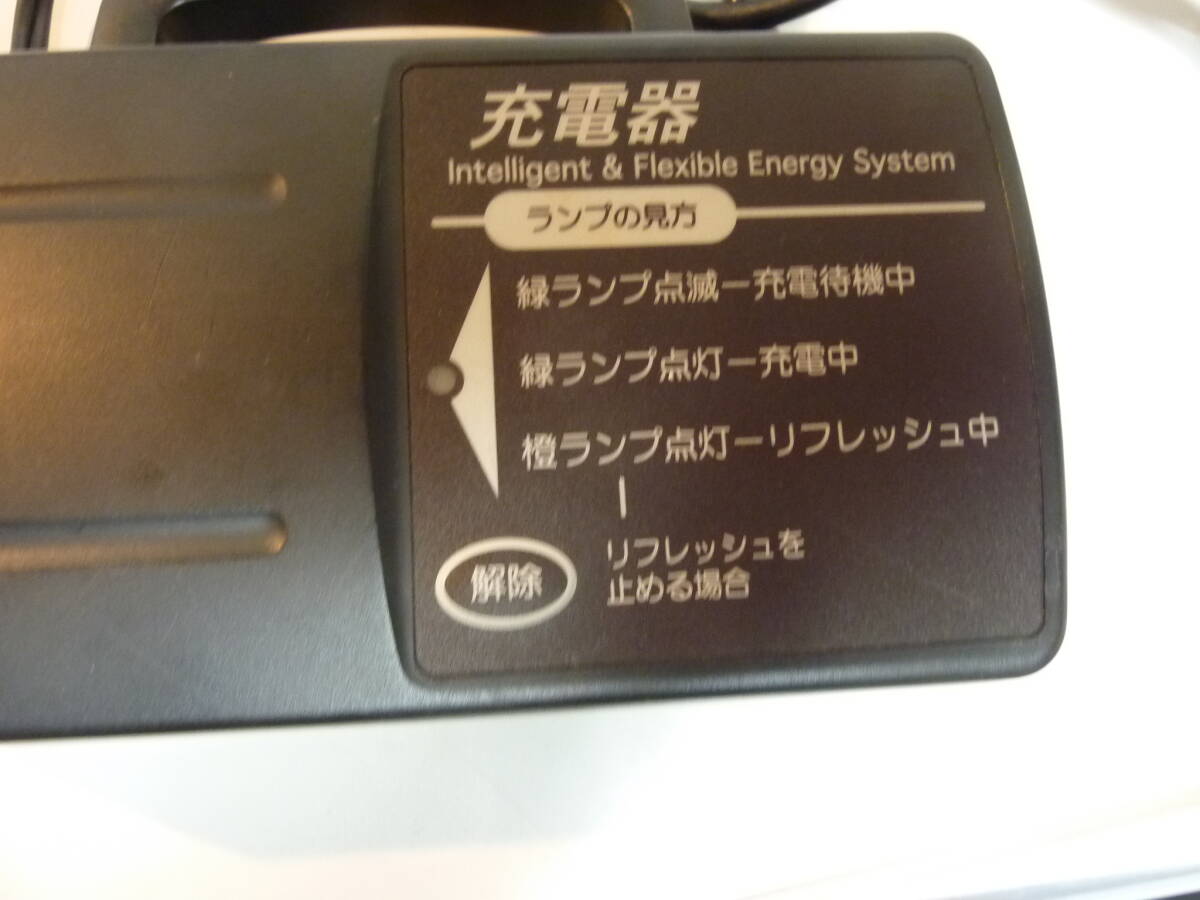 充電器
Intelligent & Flexible Energy System
ランプの見方
緑ランプ点滅ー充電待機中
緑ランプ点灯ー充電中
橙ランプ点灯ーリフレッシュ中
解除
リフレッシュを
止める場合